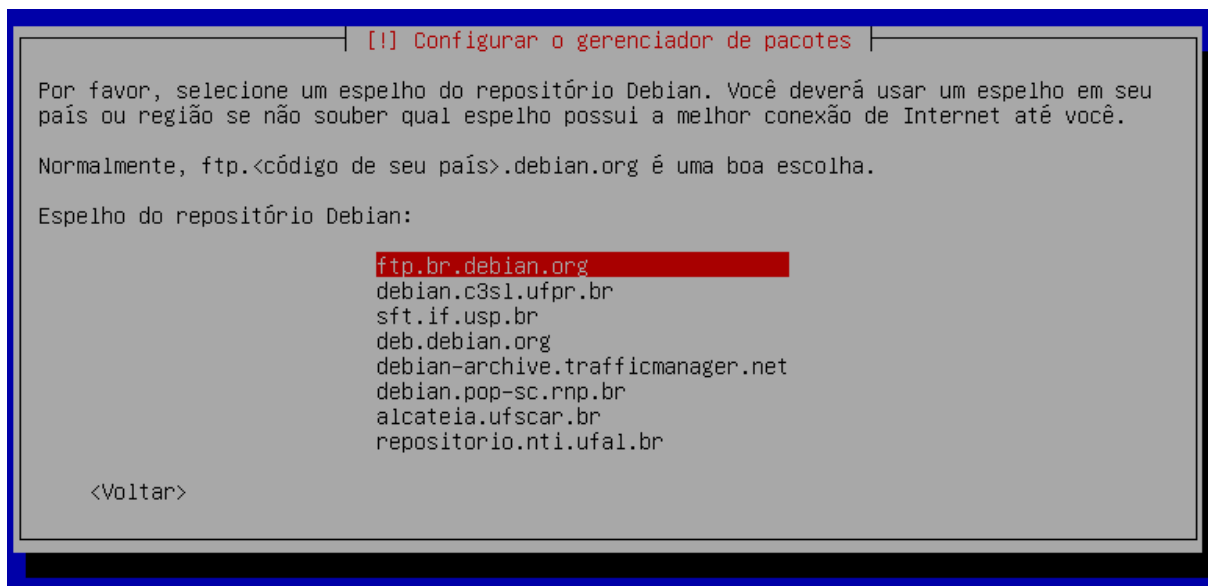 [!] Configurar o gerenciador de pacotes
Por favor, selecione um espelho do repositório Debian. Você deverá usar um espelho em seu
país ou região se não souber qual espelho possui a melhor conexão de Internet até você.
Normalmente, ftp.<código de seu país>.debian.org é uma boa escolha.
Espelho do repositório Debian:
ftp.br.debian.org
debian.c3sl.ufpr.br
sft.if.usp.br
deb.debian.org
debian-archive.trafficmanager.net
debian.pop-sc.rnp.br
alcateia.ufscar.br
repositorio.nti.ufal.br
<Voltar>